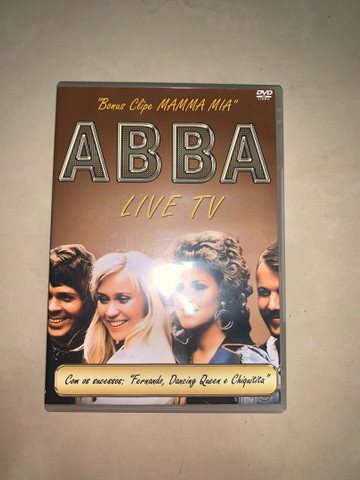 "Bonus Clipe MAMMA MIA"
DVD
VIDEO
ABBA
LIVE TV
Com os sucessos: "Fernando, Dancing Queen e Chiquitita"